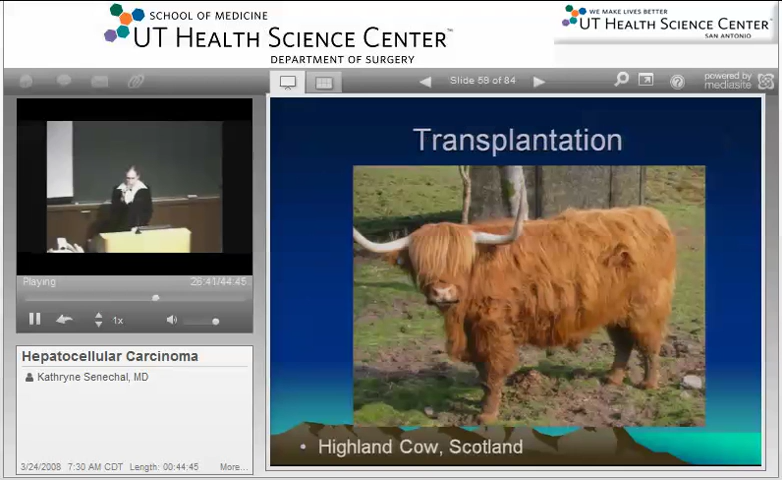 SCHOOL OF MEDICINE
UT HEALTH SCIENCE CENTER™
DEPARTMENT OF SURGERY
WE MAKE LIVES BETTER
UT HEALTH SCIENCE CENTER
SAN ANTONIO
Slide 59 of 84
powered by
mediasite
Transplantation
Playing
26:41/44:45
1x
Hepatocellular Carcinoma
Kathryne Senechal, MD
3/24/2008 7:30 AM CDT Length: 00:44:45 More...
• Highland Cow, Scotland